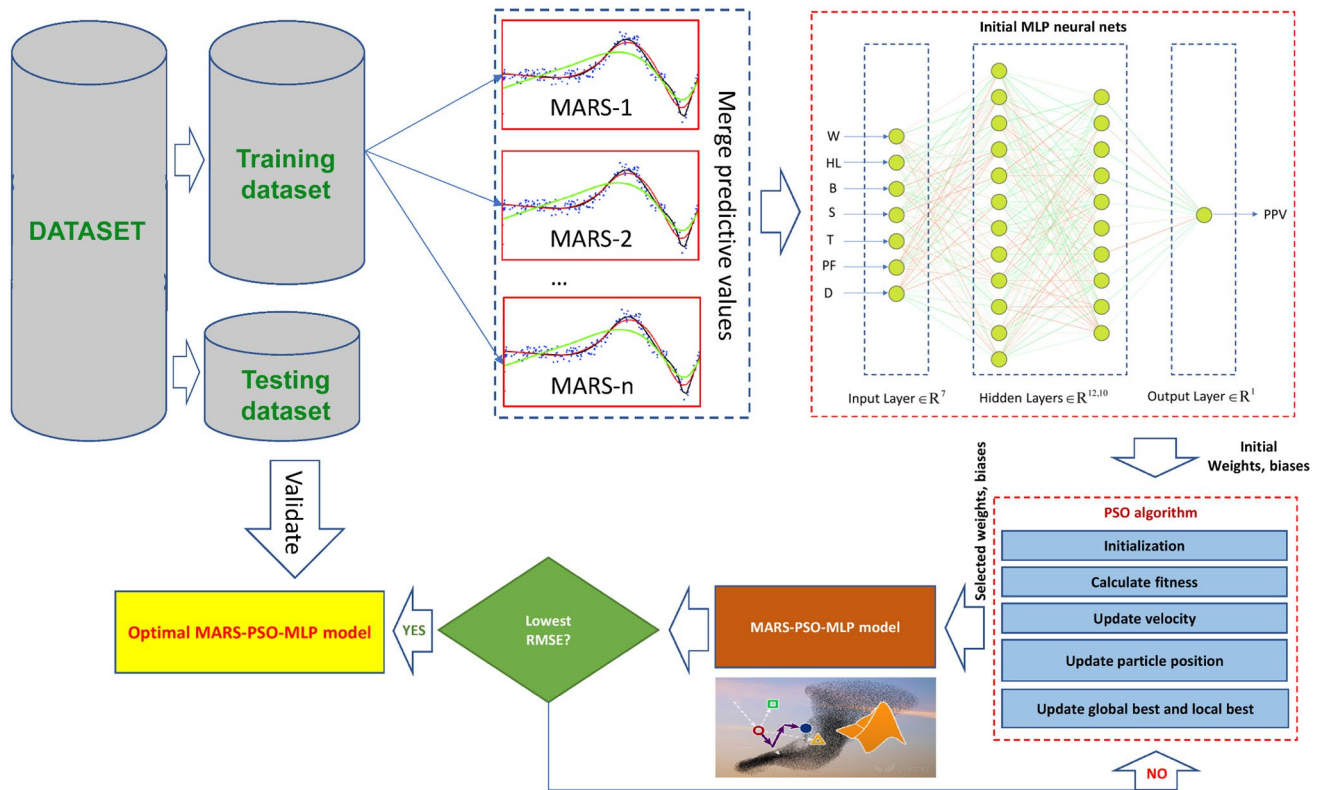 DATASET
Training
dataset
Testing
dataset
MARS-1
MARS-2
...
MARS-n
Merge predictive values
Initial MLP neural nets
W
HL
B
S
T
PF
D
PPV
Input Layer ∈ R⁷
Hidden Layers ∈ R¹²,¹⁰
Output Layer ∈ R¹
Initial
Weights, biases
PSO algorithm
Initialization
Calculate fitness
Update velocity
Update particle position
Update global best and local best
NO
Selected weights, biases
MARS-PSO-MLP model
Lowest
RMSE?
YES
Optimal MARS-PSO-MLP model
Validate